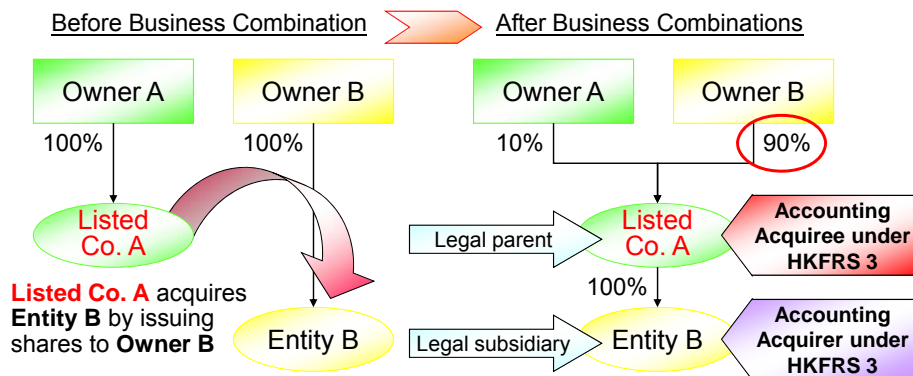 Before Business Combination
After Business Combinations
Owner A
Owner B
100%
100%
Listed
Co. A
Listed Co. A acquires
Entity B by issuing
shares to Owner B
Entity B
Owner A
Owner B
10%
90%
Legal parent
Listed
Co. A
Accounting
Acquiree under
HKFRS 3
100%
Legal subsidiary
Entity B
Accounting
Acquirer under
HKFRS 3